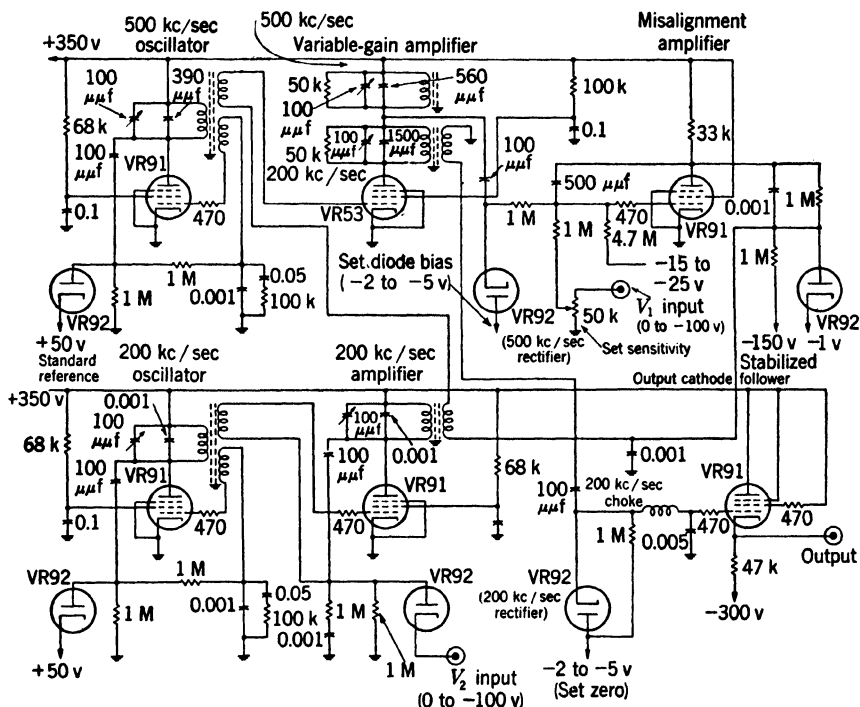 500 kc/sec
oscillator
500 kc/sec
Variable-gain amplifier
Misalignment
amplifier
+350 v
100
μμf
390
μμf
50 k
100
μμf
560
μμf
100 k
68 k
0.1
33 k
100
μμf
VR91
50 k
100
μμf
1500
μμf
200 kc/sec
100
μμf
500 μμf
0.001
1 M
0.1
470
VR53
1 M
470
VR91
1 M
4.7 M
1 M
Set diode bias
(−2 to −5 v)
−15 to
−25 v
1 M
0.05
1 M
0.001
100 k
VR92
VR92
(500 kc/sec
rectifier)
50 k
V₁ input
(0 to −100 v)
Set sensitivity
VR92
+50 v
Standard
reference
−150 v
−1 v
Stabilized
200 kc/sec
oscillator
200 kc/sec
amplifier
Output cathode
follower
+350 v
0.001
100
μμf
100
μμf
0.001
68 k
100
μμf
VR91
100
μμf
VR91
68 k
0.001
VR91
100
μμf
200 kc/sec
choke
0.1
470
470
470
470
1 M
0.005
Output
VR92
1 M
47 k
VR92
VR92
(200 kc/sec
rectifier)
1 M
0.001
0.05
100 k
1 M
0.001
−300 v
+50 v
1 M
V₂ input
(0 to −100 v)
−2 to −5 v
(Set zero)